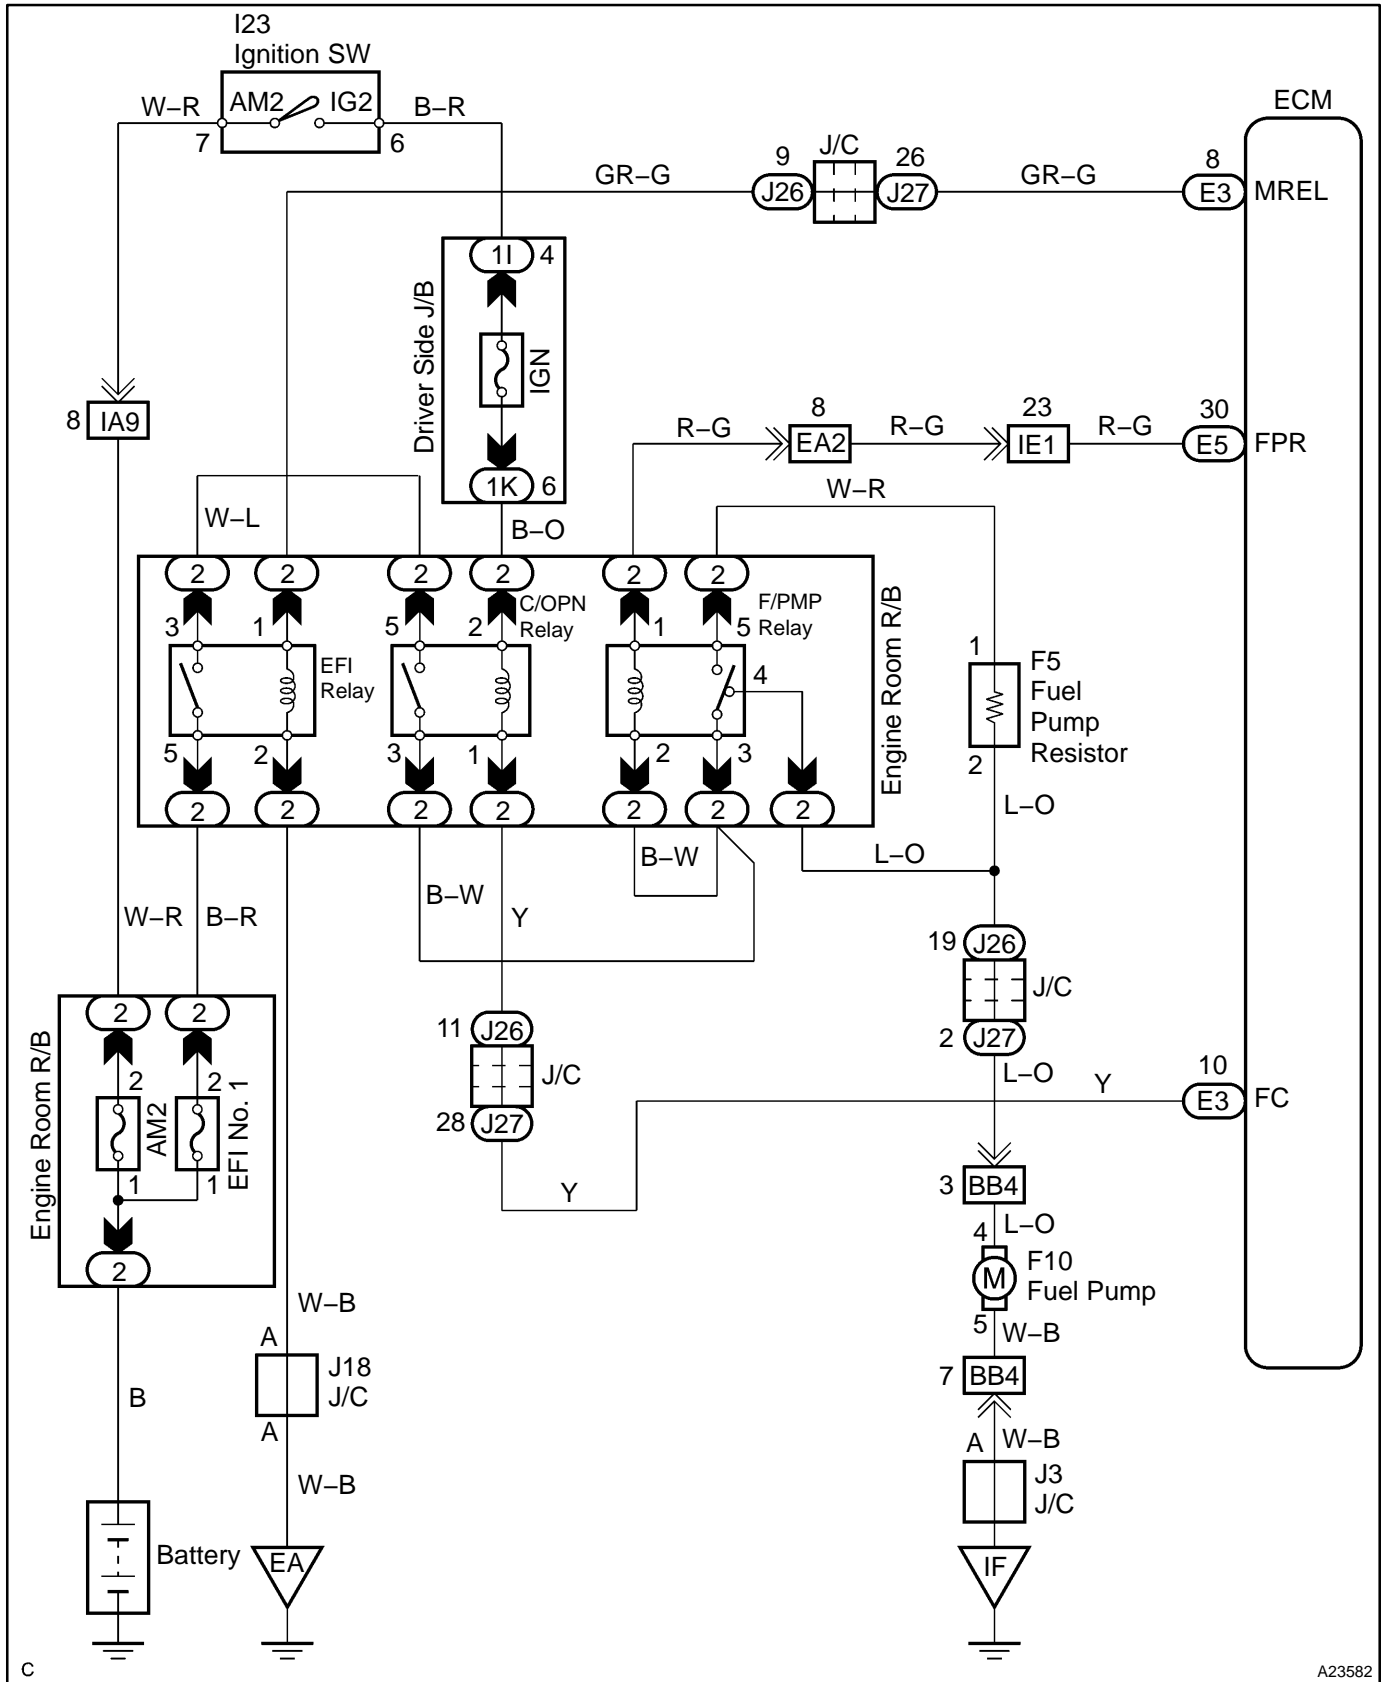 I23
Ignition SW
W–R
AM2
IG2
B–R
7
6
ECM
9
J/C
26
8
GR–G
J26
J27
GR–G
E3
MREL
1I
4
Driver Side J/B
IGN
8
IA9
1K
6
W–L
B–O
R–G
8
EA2
R–G
23
IE1
R–G
30
E5
FPR
W–R
2
2
2
2
2
2
3
1
5
2
C/OPN
Relay
1
5
F/PMP
Relay
EFI
Relay
4
Engine Room R/B
5
2
3
1
2
3
2
2
2
2
2
2
2
1
F5
Fuel
Pump
Resistor
2
L–O
L–O
B–W
B–W
Y
W–R
B–R
19
J26
J/C
2
J27
L–O
Engine Room R/B
2
2
2
2
AM2
EFI No. 1
1
1
2
11
J26
J/C
28
J27
Y
Y
10
E3
FC
3
BB4
L–O
4
M
F10
Fuel Pump
5
W–B
7
BB4
A
W–B
J3
J/C
IF
W–B
A
J18
J/C
A
W–B
EA
B
Battery
C
A23582